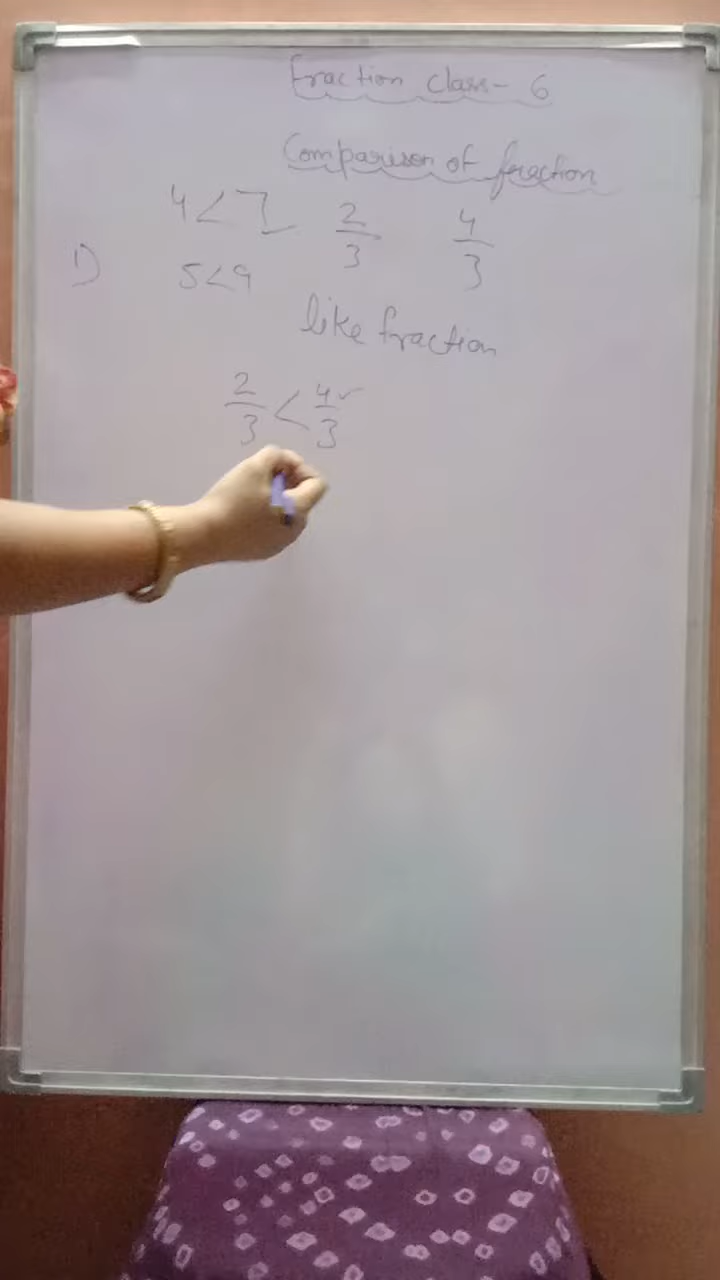 Fraction class- 6
Comparison of fraction
4<7 2/3 4/3
1) 5<9
like fraction
2/3 < 4/3 ✓